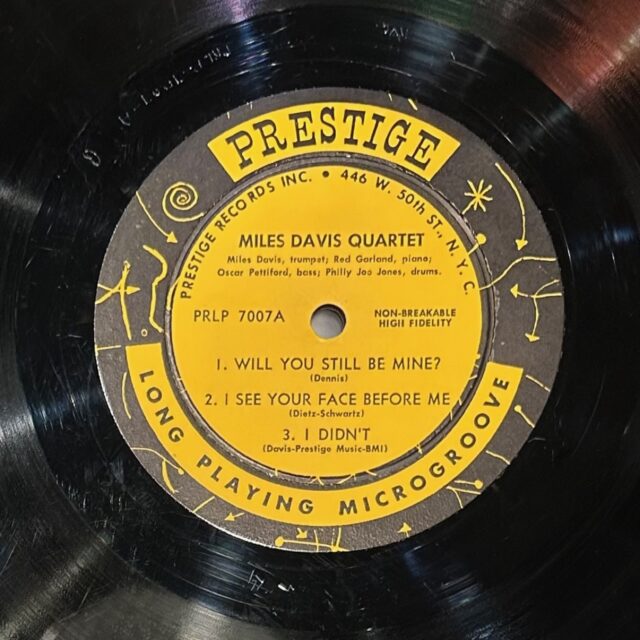 PRESTIGE
PRESTIGE RECORDS INC. • 446 W. 50th ST., N.Y.C.
MILES DAVIS QUARTET
Miles Davis, trumpet; Red Garland, piano;
Oscar Pettiford, bass; Philly Joe Jones, drums.
PRLP 7007A
NON-BREAKABLE
HIGH FIDELITY
1. WILL YOU STILL BE MINE?
(Dennis)
2. I SEE YOUR FACE BEFORE ME
(Dietz-Schwartz)
3. I DIDN'T
(Davis-Prestige Music-BMI)
LONG PLAYING MICROGROOVE